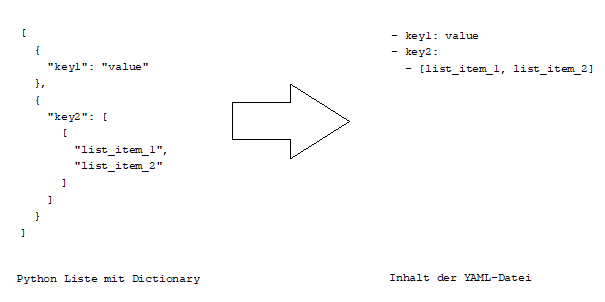 [
  {
    "key1": "value"
  },
  {
    "key2": [
      [
        "list_item_1",
        "list_item_2"
      ]
    ]
  }
]
Python Liste mit Dictionary
- key1: value
- key2:
  - [list_item_1, list_item_2]
Inhalt der YAML-Datei